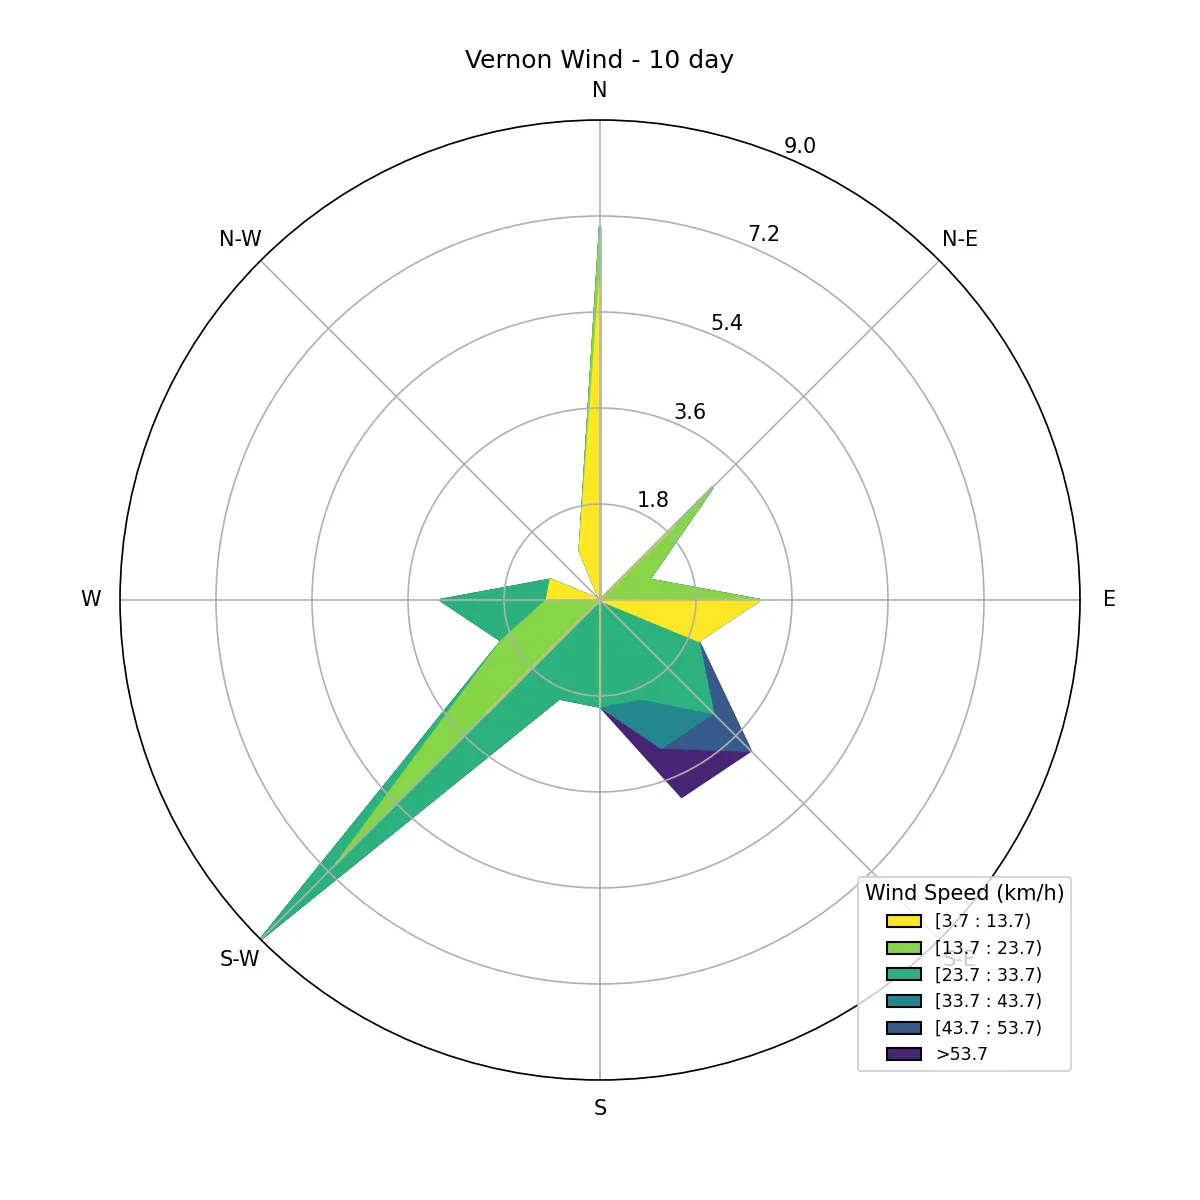 Vernon Wind - 10 day
N
9.0
N-W
7.2
N-E
5.4
3.6
1.8
W
E
S-W
S-E
S
Wind Speed (km/h)
[3.7 : 13.7)
[13.7 : 23.7)
[23.7 : 33.7)
[33.7 : 43.7)
[43.7 : 53.7)
>53.7